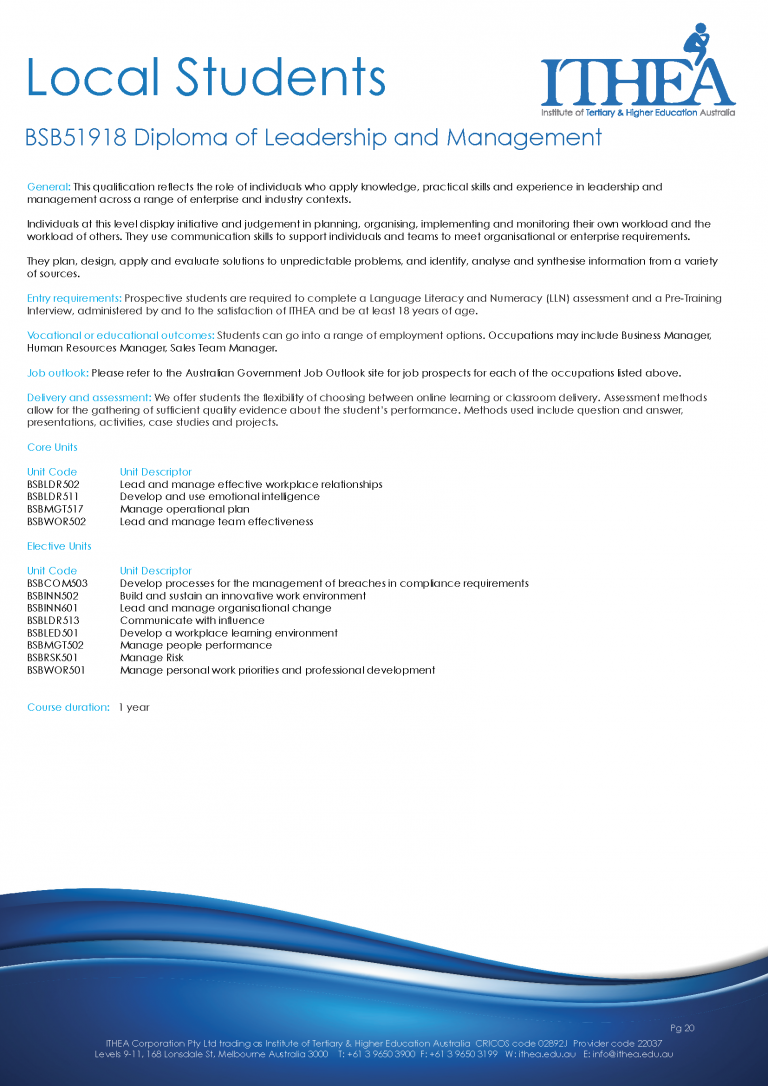 Local Students
ITHEA
Institute of Tertiary & Higher Education Australia
BSB51918 Diploma of Leadership and Management
General: This qualification reflects the role of individuals who apply knowledge, practical skills and experience in leadership and
management across a range of enterprise and industry contexts.
Individuals at this level display initiative and judgement in planning, organising, implementing and monitoring their own workload and the
workload of others. They use communication skills to support individuals and teams to meet organisational or enterprise requirements.
They plan, design, apply and evaluate solutions to unpredictable problems, and identify, analyse and synthesise information from a variety
of sources.
Entry requirements: Prospective students are required to complete a Language Literacy and Numeracy (LLN) assessment and a Pre-Training
Interview, administered by and to the satisfaction of ITHEA and be at least 18 years of age.
Vocational or educational outcomes: Students can go into a range of employment options. Occupations may include Business Manager,
Human Resources Manager, Sales Team Manager.
Job outlook: Please refer to the Australian Government Job Outlook site for job prospects for each of the occupations listed above.
Delivery and assessment: We offer students the flexibility of choosing between online learning or classroom delivery. Assessment methods
allow for the gathering of sufficient quality evidence about the student's performance. Methods used include question and answer,
presentations, activities, case studies and projects.
Core Units
Unit Code Unit Descriptor
BSBLDR502 Lead and manage effective workplace relationships
BSBLDR511 Develop and use emotional intelligence
BSBMGT517 Manage operational plan
BSBWOR502 Lead and manage team effectiveness
Elective Units
Unit Code Unit Descriptor
BSBCOM503 Develop processes for the management of breaches in compliance requirements
BSBINN502 Build and sustain an innovative work environment
BSBINN601 Lead and manage organisational change
BSBLDR513 Communicate with influence
BSBLED501 Develop a workplace learning environment
BSBMGT502 Manage people performance
BSBRSK501 Manage Risk
BSBWOR501 Manage personal work priorities and professional development
Course duration: 1 year
Pg 20
ITHEA Corporation Pty Ltd trading as Institute of Tertiary & Higher Education Australia CRICOS code 02892J Provider code 22037
Levels 9-11, 168 Lonsdale St. Melbourne Australia 3000 T: +61 3 9650 3900 F: +61 3 9650 3199 W: ithea.edu.au E: info@ithea.edu.au